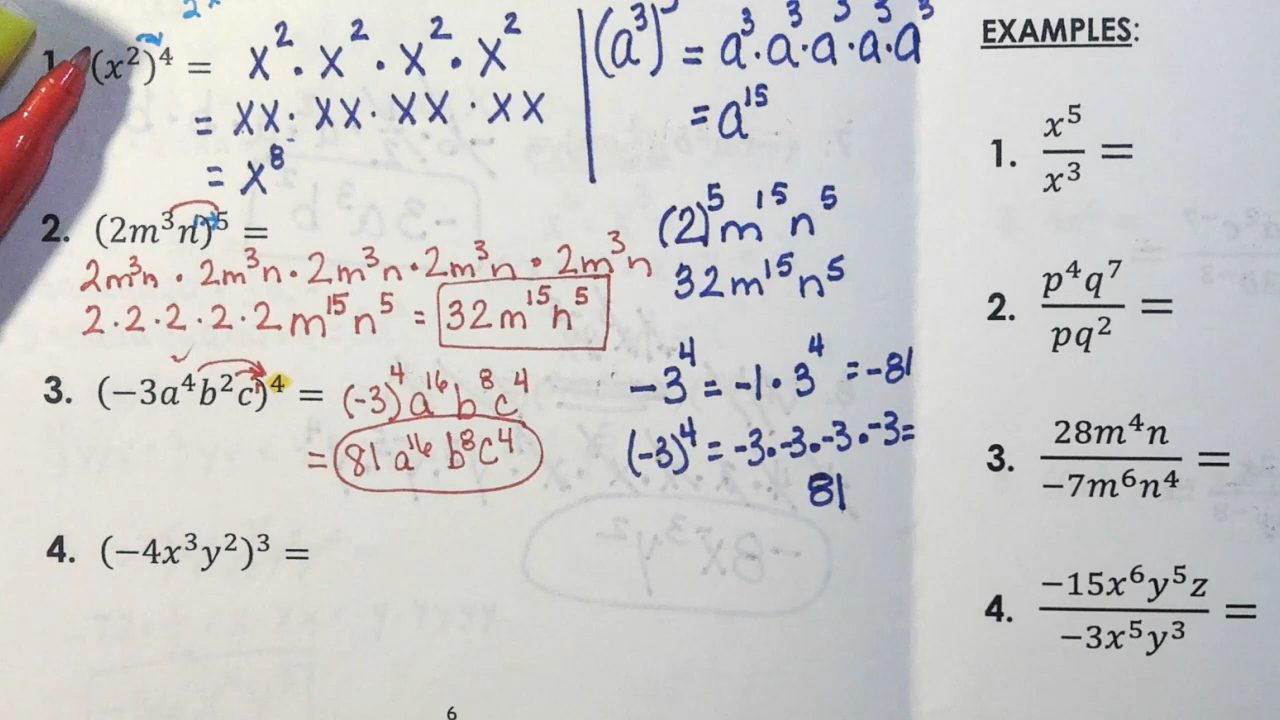 1. (x²)⁴ = x² · x² · x² · x²
= xx · xx · xx · xx
= x⁸
(a³)⁵ = a³ · a³ · a³ · a³ · a³
= a¹⁵
2. (2m³n)⁵ =
2m³n · 2m³n · 2m³n · 2m³n · 2m³n
2 · 2 · 2 · 2 · 2 m¹⁵ n⁵ = 32m¹⁵n⁵
(2)⁵ m¹⁵ n⁵
32m¹⁵n⁵
3. (−3a⁴b²c)⁴ = (-3)⁴ a¹⁶ b⁸ c⁴
= 81 a¹⁶ b⁸ c⁴
-3⁴ = -1 · 3⁴ = -81
(-3)⁴ = -3 · -3 · -3 · -3 =
81
4. (−4x³y²)³ =
6
EXAMPLES:
1. x⁵/x³ =
2. p⁴q⁷/pq² =
3. 28m⁴n/−7m⁶n⁴ =
4. −15x⁶y⁵z/−3x⁵y³ =